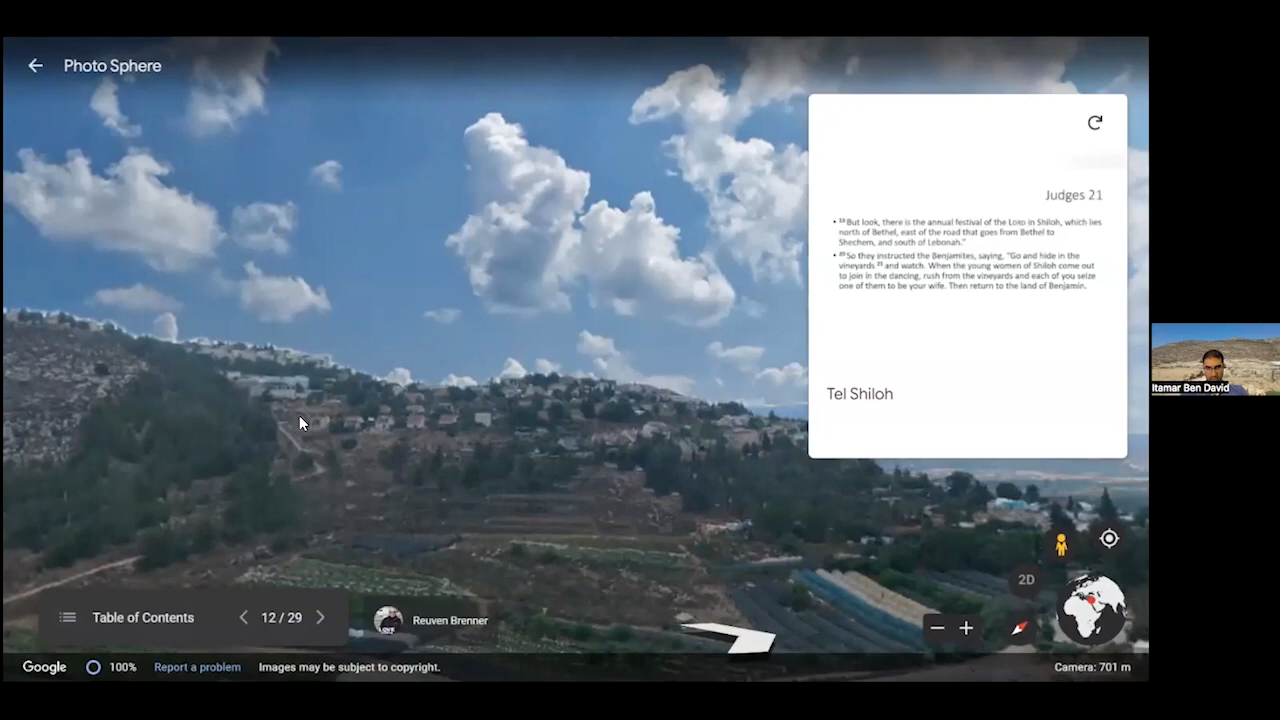 Photo Sphere
Judges 21
• 19 But look, there is the annual festival of the LORD in Shiloh, which lies
north of Bethel, east of the road that goes from Bethel to
Shechem, and south of Lebonah."
• 20 So they instructed the Benjamites, saying, "Go and hide in the
vineyards 21 and watch. When the young women of Shiloh come out
to join in the dancing, rush from the vineyards and each of you seize
one of them to be your wife. Then return to the land of Benjamin.
Tel Shiloh
Itamar Ben David
2D
Table of Contents
12 / 29
Reuven Brenner
LOVE
Google
100%
Report a problem
Images may be subject to copyright.
Camera: 701 m